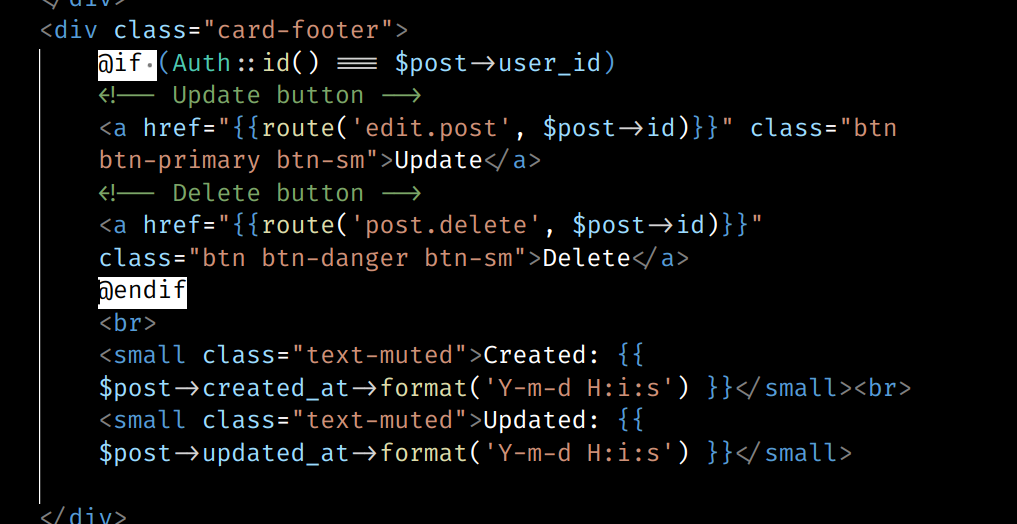 </div>
<div class="card-footer">
@if (Auth::id() === $post->user_id)
<!-- Update button -->
<a href="{{route('edit.post', $post->id)}}" class="btn
btn-primary btn-sm">Update</a>
<!-- Delete button -->
<a href="{{route('post.delete', $post->id)}}"
class="btn btn-danger btn-sm">Delete</a>
@endif
<br>
<small class="text-muted">Created: {{
$post->created_at->format('Y-m-d H:i:s') }}</small><br>
<small class="text-muted">Updated: {{
$post->updated_at->format('Y-m-d H:i:s') }}</small>
</div>